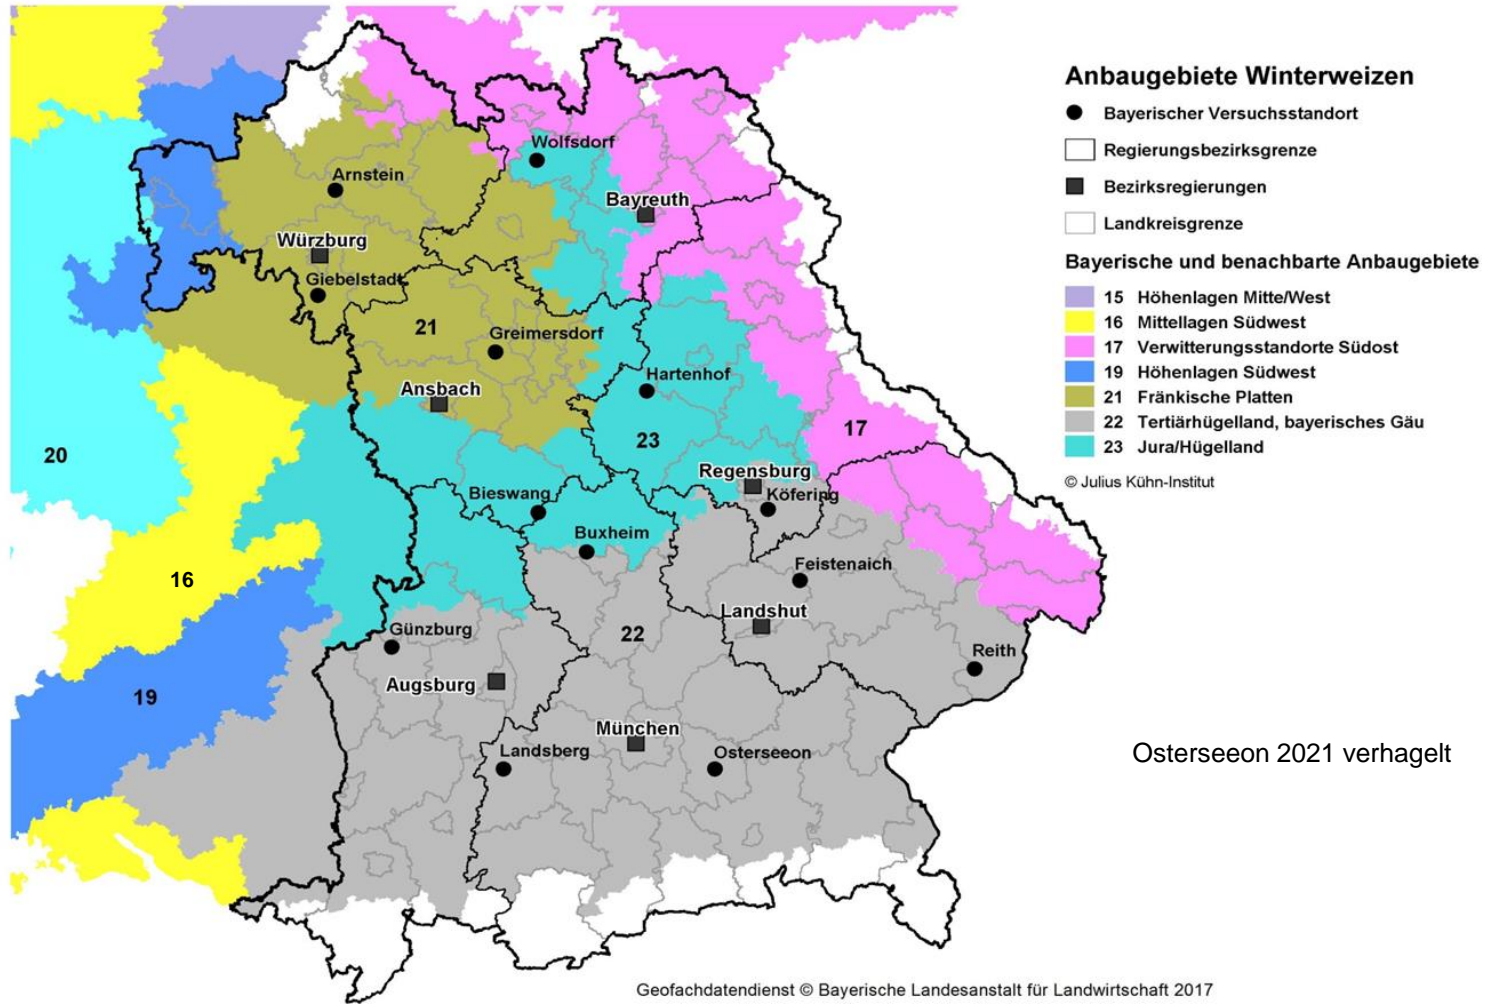 Anbaugebiete Winterweizen
Bayerischer Versuchsstandort
Regierungsbezirksgrenze
Bezirksregierungen
Landkreisgrenze
Bayerische und benachbarte Anbaugebiete
15 Höhenlagen Mitte/West
16 Mittellagen Südwest
17 Verwitterungsstandorte Südost
19 Höhenlagen Südwest
21 Fränkische Platten
22 Tertiärhügelland, bayerisches Gäu
23 Jura/Hügelland
© Julius Kühn-Institut
Wolfsdorf
Arnstein
Bayreuth
Würzburg
Giebelstadt
21
Greimersdorf
Hartenhof
Ansbach
17
23
20
Regensburg
Bieswang
Köfering
Buxheim
Feistenaich
16
Landshut
Günzburg
22
Reith
Augsburg
19
München
Landsberg
Osterseeon
Osterseeon 2021 verhagelt
Geofachdatendienst © Bayerische Landesanstalt für Landwirtschaft 2017